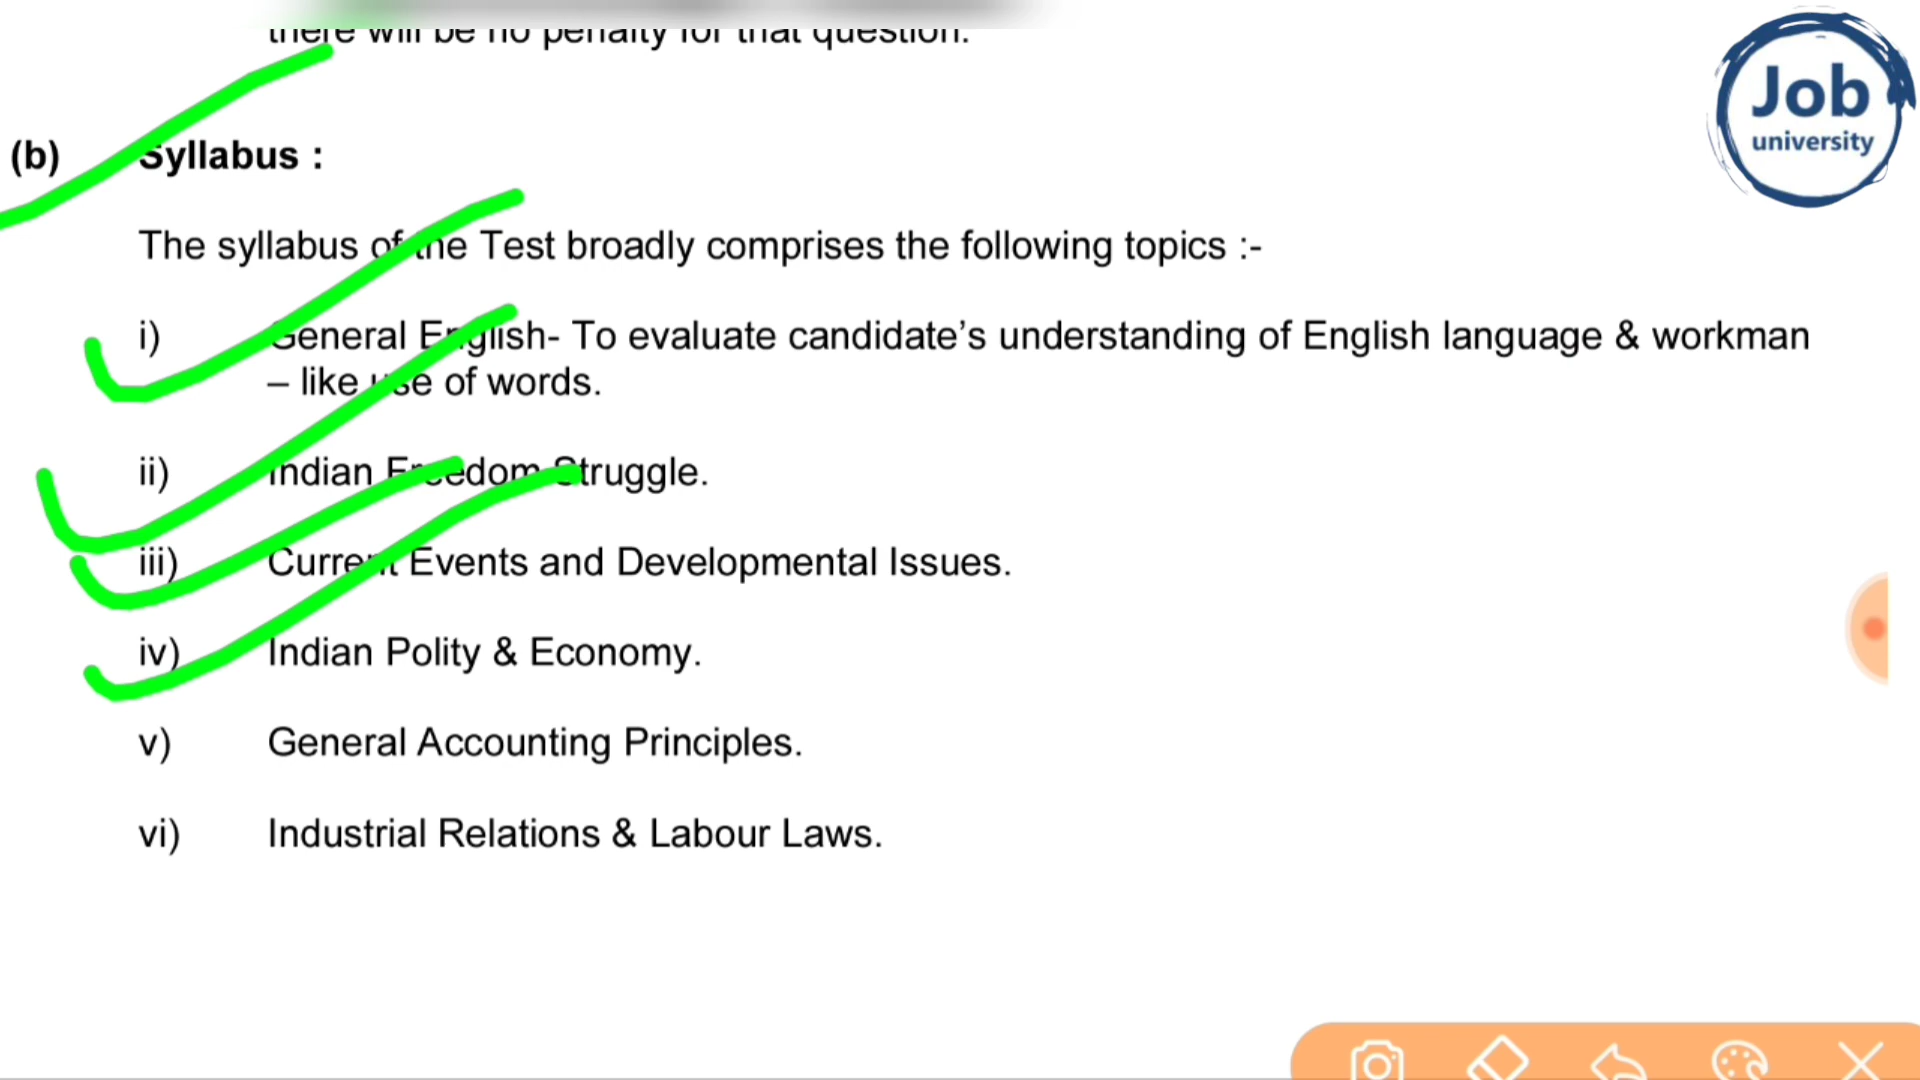 there will be no penalty for that question.
Job
university
(b) Syllabus :
The syllabus of the Test broadly comprises the following topics :-
i) General English- To evaluate candidate’s understanding of English language & workman
– like use of words.
ii) Indian Freedom Struggle.
iii) Current Events and Developmental Issues.
iv) Indian Polity & Economy.
v) General Accounting Principles.
vi) Industrial Relations & Labour Laws.